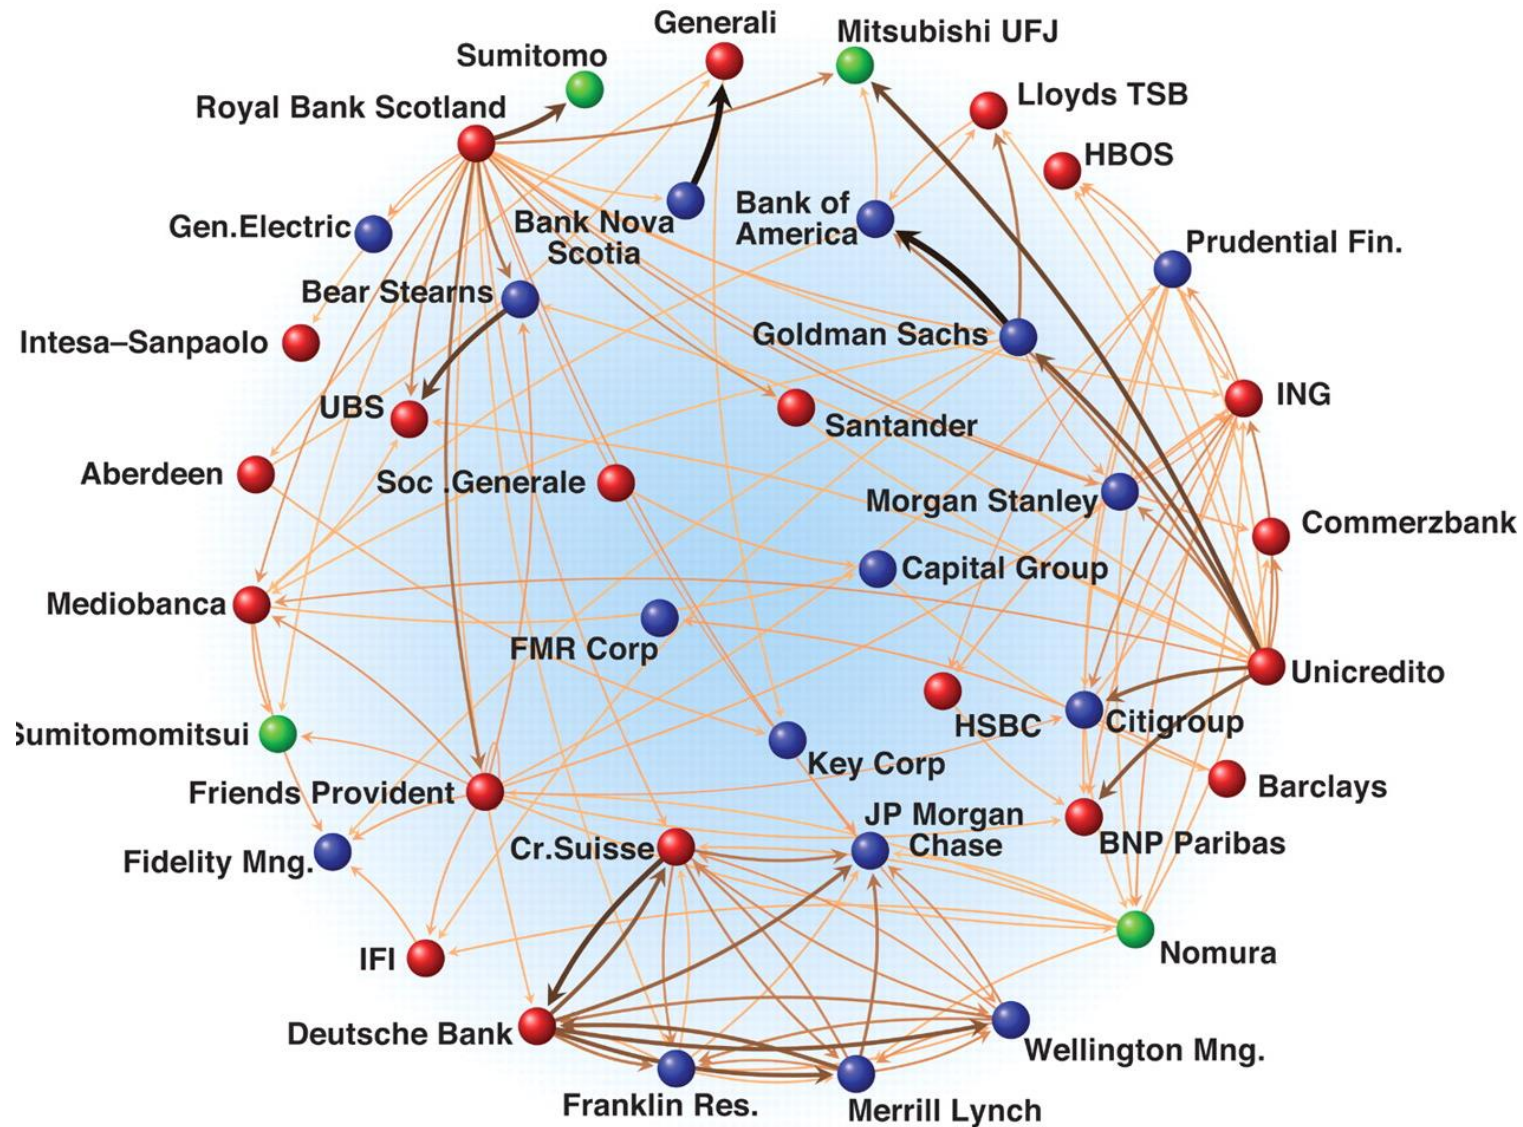 Generali
Mitsubishi UFJ
Sumitomo
Lloyds TSB
Royal Bank Scotland
HBOS
Bank of
America
Bank Nova
Scotia
Gen.Electric
Prudential Fin.
Bear Stearns
Goldman Sachs
Intesa–Sanpaolo
ING
UBS
Santander
Aberdeen
Soc .Generale
Morgan Stanley
Commerzbank
Capital Group
Mediobanca
FMR Corp
Unicredito
HSBC
Citigroup
Sumitomomitsui
Key Corp
Barclays
Friends Provident
JP Morgan
Chase
BNP Paribas
Cr.Suisse
Fidelity Mng.
Nomura
IFI
Deutsche Bank
Wellington Mng.
Franklin Res.
Merrill Lynch